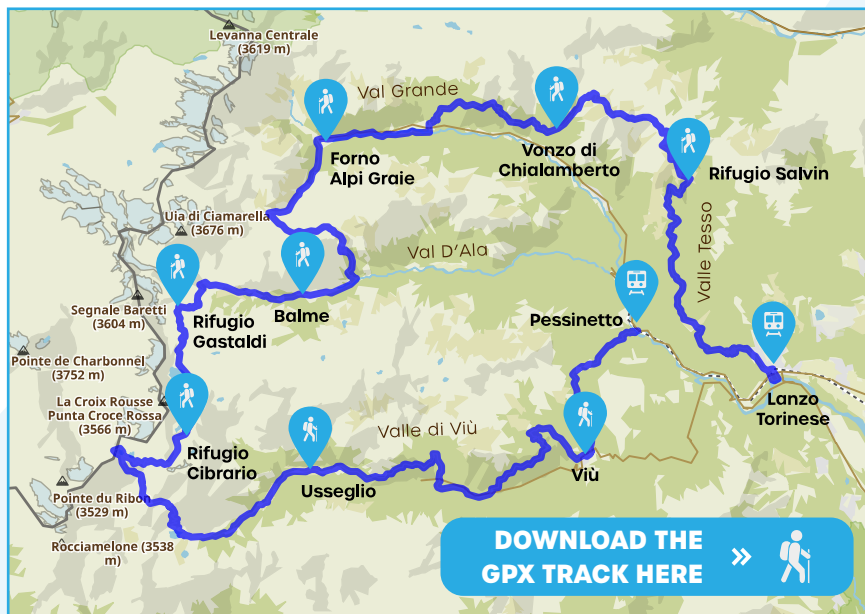 Levanna Centrale
(3619 m)
Val Grande
Forno
Alpi Graie
Vonzo di
Chialamberto
Rifugio Salvin
Uia di Ciamarella
(3676 m)
Val D'Ala
Valle Tesso
Segnale Baretti
(3604 m)
Rifugio
Gastaldi
Balme
Pessinetto
Pointe de Charbonnel
(3752 m)
La Croix Rousse
Punta Croce Rossa
(3566 m)
Lanzo
Torinese
Rifugio
Cibrario
Valle di Viù
Usseglio
Viù
Pointe du Ribon
(3529 m)
Rocciamelone (3538
m)
DOWNLOAD THE
GPX TRACK HERE »